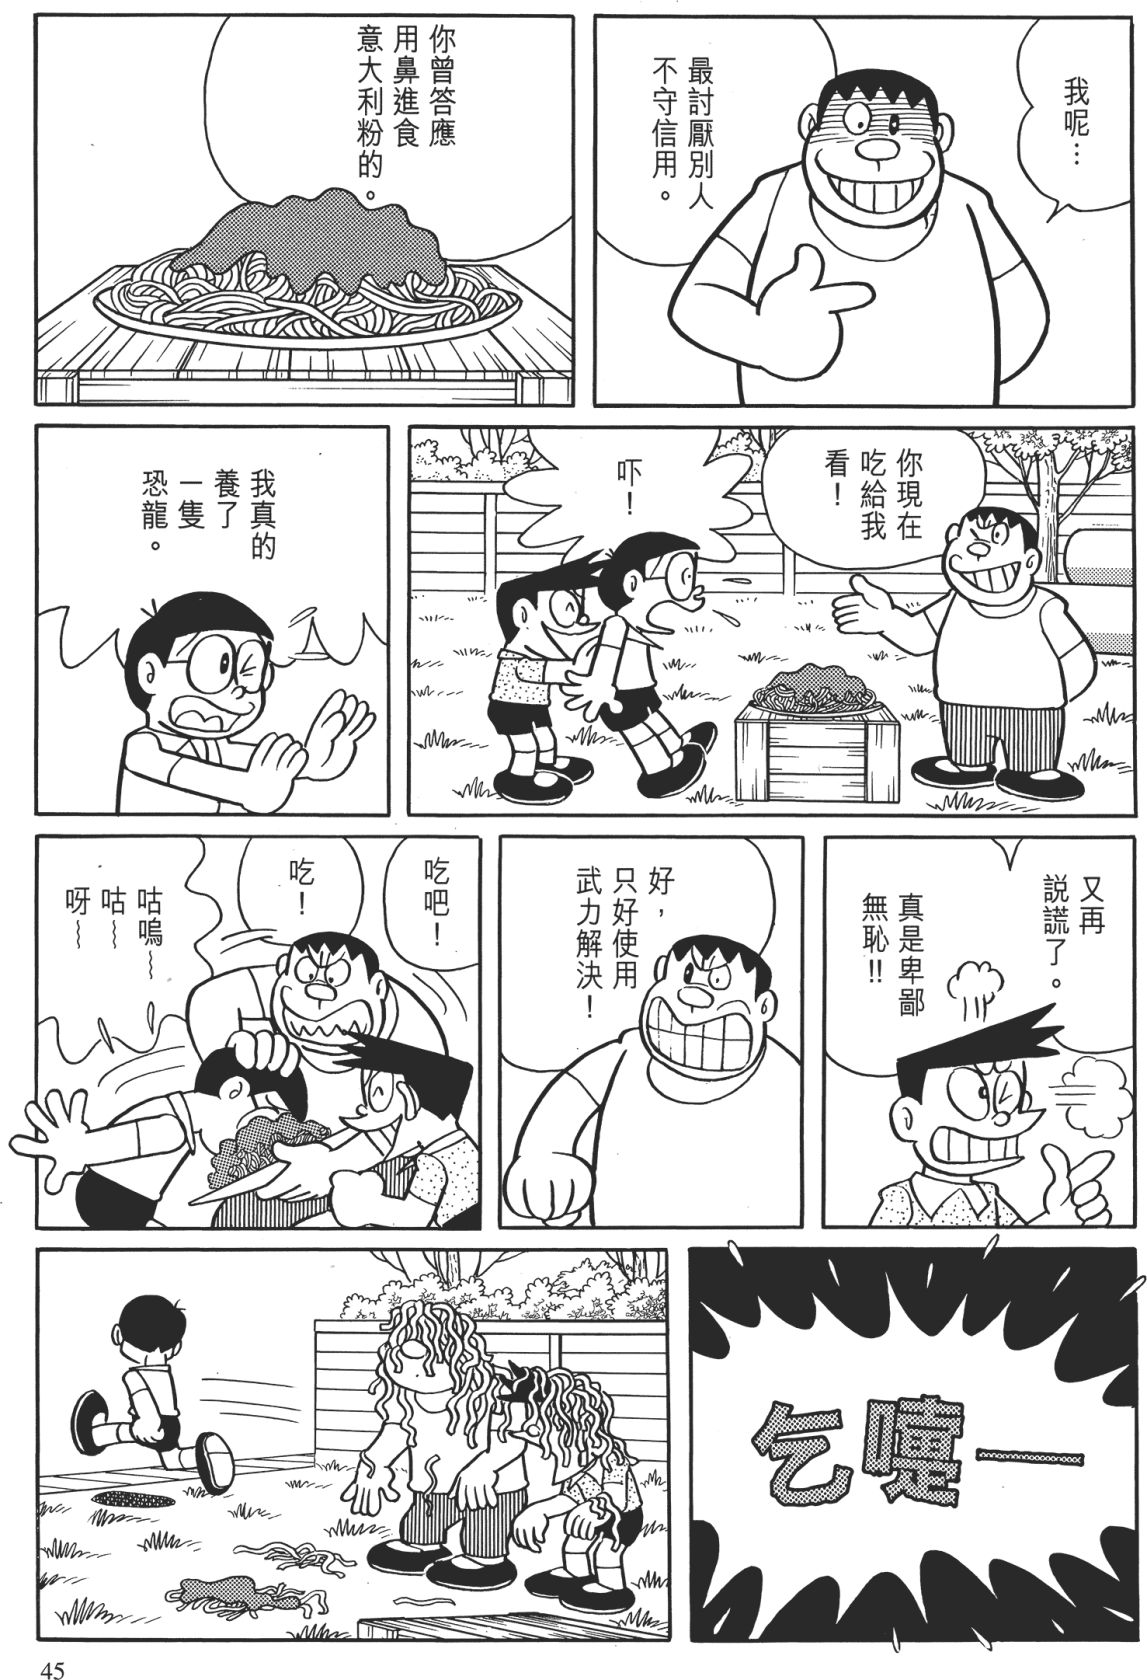 我呢…
最討厭別人
不守信用。
你曾答應
用鼻進食
意大利粉的。
你現在
吃給我
看！
吓！
我真的
養了
一隻
恐龍。
又再
説謊了。
真是卑鄙
無恥!!
好，
只好使用
武力解決！
吃吧！
吃！
咕嗚~
咕~
呀~
乞嚏—
45